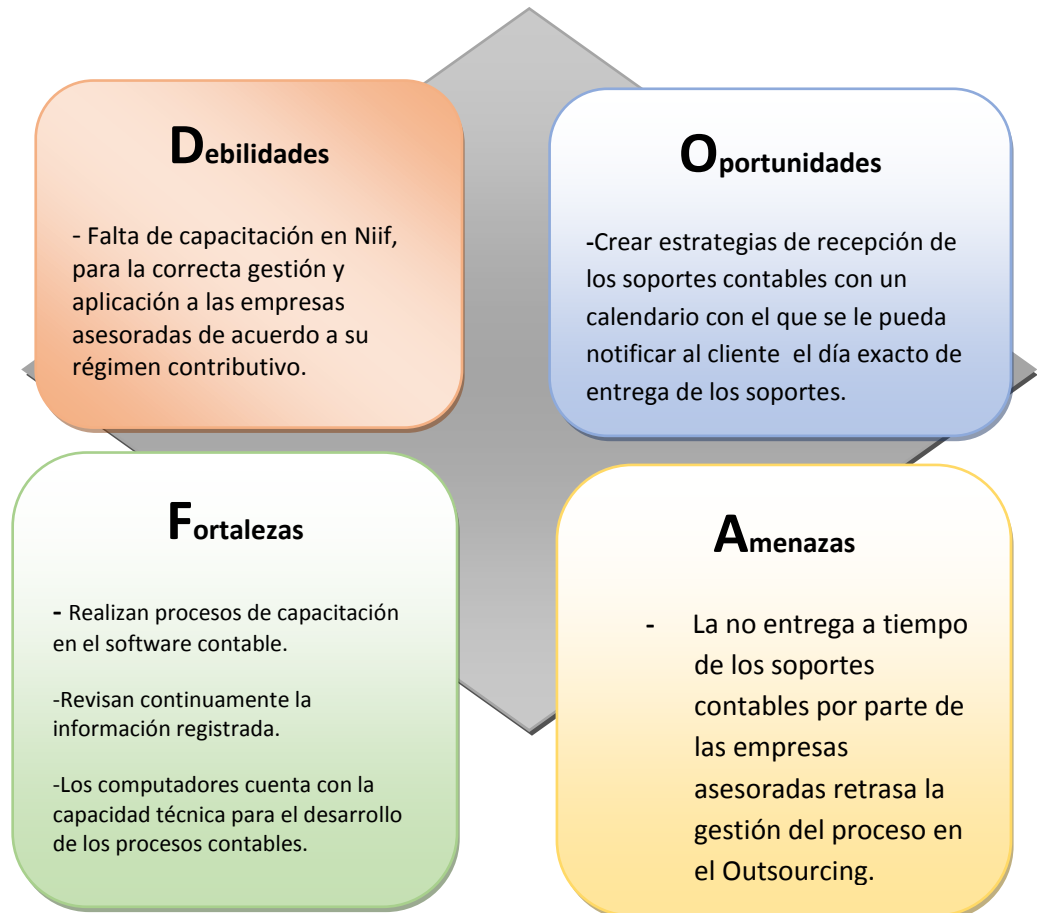 Debilidades
- Falta de capacitación en Niif,
para la correcta gestión y
aplicación a las empresas
asesoradas de acuerdo a su
régimen contributivo.
Oportunidades
-Crear estrategias de recepción de
los soportes contables con un
calendario con el que se le pueda
notificar al cliente el día exacto de
entrega de los soportes.
Fortalezas
- Realizan procesos de capacitación
en el software contable.
-Revisan continuamente la
información registrada.
-Los computadores cuenta con la
capacidad técnica para el desarrollo
de los procesos contables.
Amenazas
- La no entrega a tiempo
de los soportes
contables por parte de
las empresas
asesoradas retrasa la
gestión del proceso en
el Outsourcing.